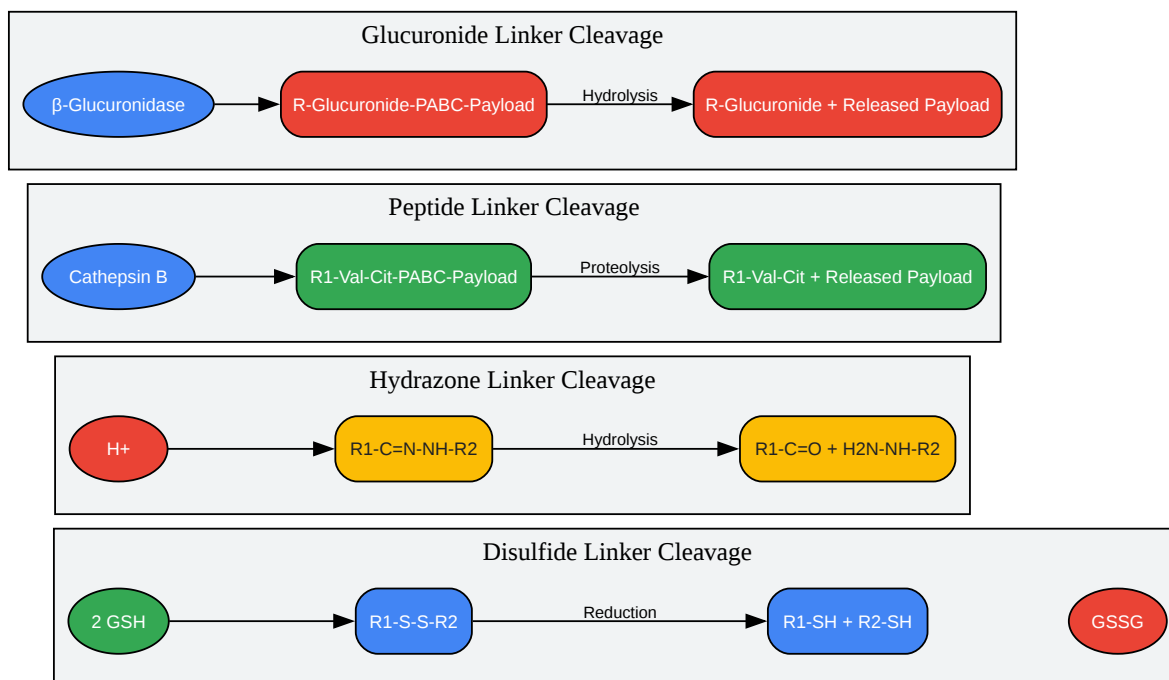 Glucuronide Linker Cleavage
β-Glucuronidase
R-Glucuronide-PABC-Payload
Hydrolysis
R-Glucuronide + Released Payload
Peptide Linker Cleavage
Cathepsin B
R1-Val-Cit-PABC-Payload
Proteolysis
R1-Val-Cit + Released Payload
Hydrazone Linker Cleavage
H+
R1-C=N-NH-R2
Hydrolysis
R1-C=O + H2N-NH-R2
Disulfide Linker Cleavage
2 GSH
R1-S-S-R2
Reduction
R1-SH + R2-SH
GSSG